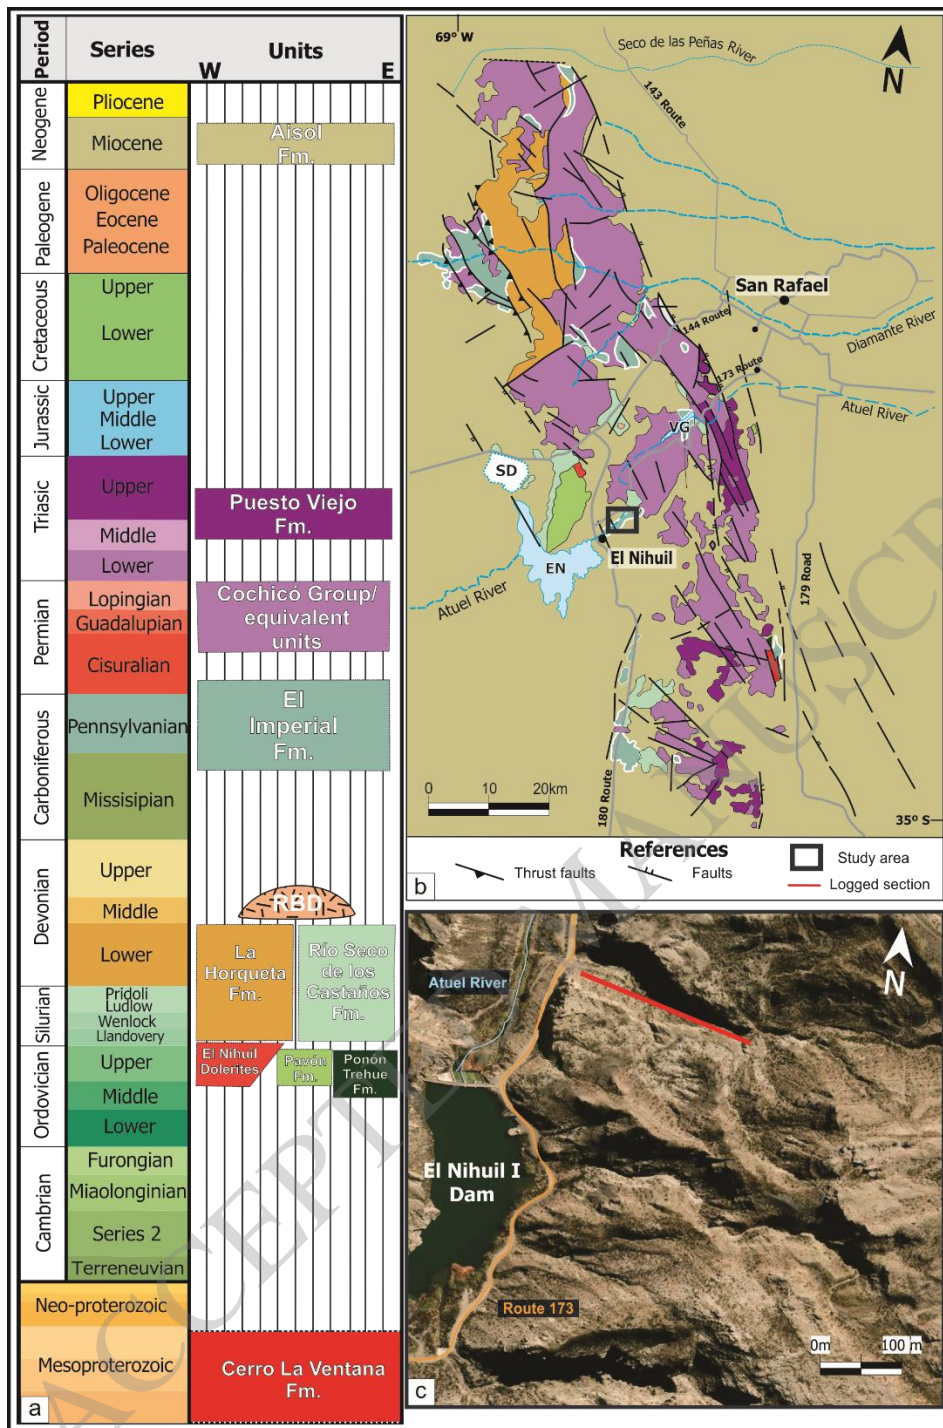 Period
Series
Units
W
E
Neogene
Pliocene
Miocene
Aisol
Fm.
Paleogene
Oligocene
Eocene
Paleocene
Cretaceous
Upper
Lower
Jurassic
Upper
Middle
Lower
Triasic
Upper
Middle
Lower
Puesto Viejo
Fm.
Permian
Lopingian
Guadalupian
Cisuralian
Cochicó Group/
equivalent
units
Carboniferous
Pennsylvanian
Missisipian
El
Imperial
Fm.
Devonian
Upper
Middle
Lower
RBD
La
Horqueta
Fm.
Río Seco
de los
Castaños
Fm.
Silurian
Pridoli
Ludlow
Wenlock
Llandovery
Ordovician
Upper
Middle
Lower
El Nihuil
Dolerites
Pavón
Fm.
Ponón
Trehue
Fm.
Cambrian
Furongian
Miaolonginian
Series 2
Terreneuvian
Neo-proterozoic
Mesoproterozoic
Cerro La Ventana
Fm.
a
69º W
Seco de las Peñas River
N
143 Route
San Rafael
144 Route
Diamante River
173 Route
Atuel River
VG
SD
EN
El Nihuil
Atuel River
179 Road
180 Route
0 10 20km
35º S
b
References
Thrust faults
Faults
Study area
Logged section
Atuel River
N
El Nihuil I
Dam
Route 173
0m 100 m
c
ACCEPTED MANUSCR